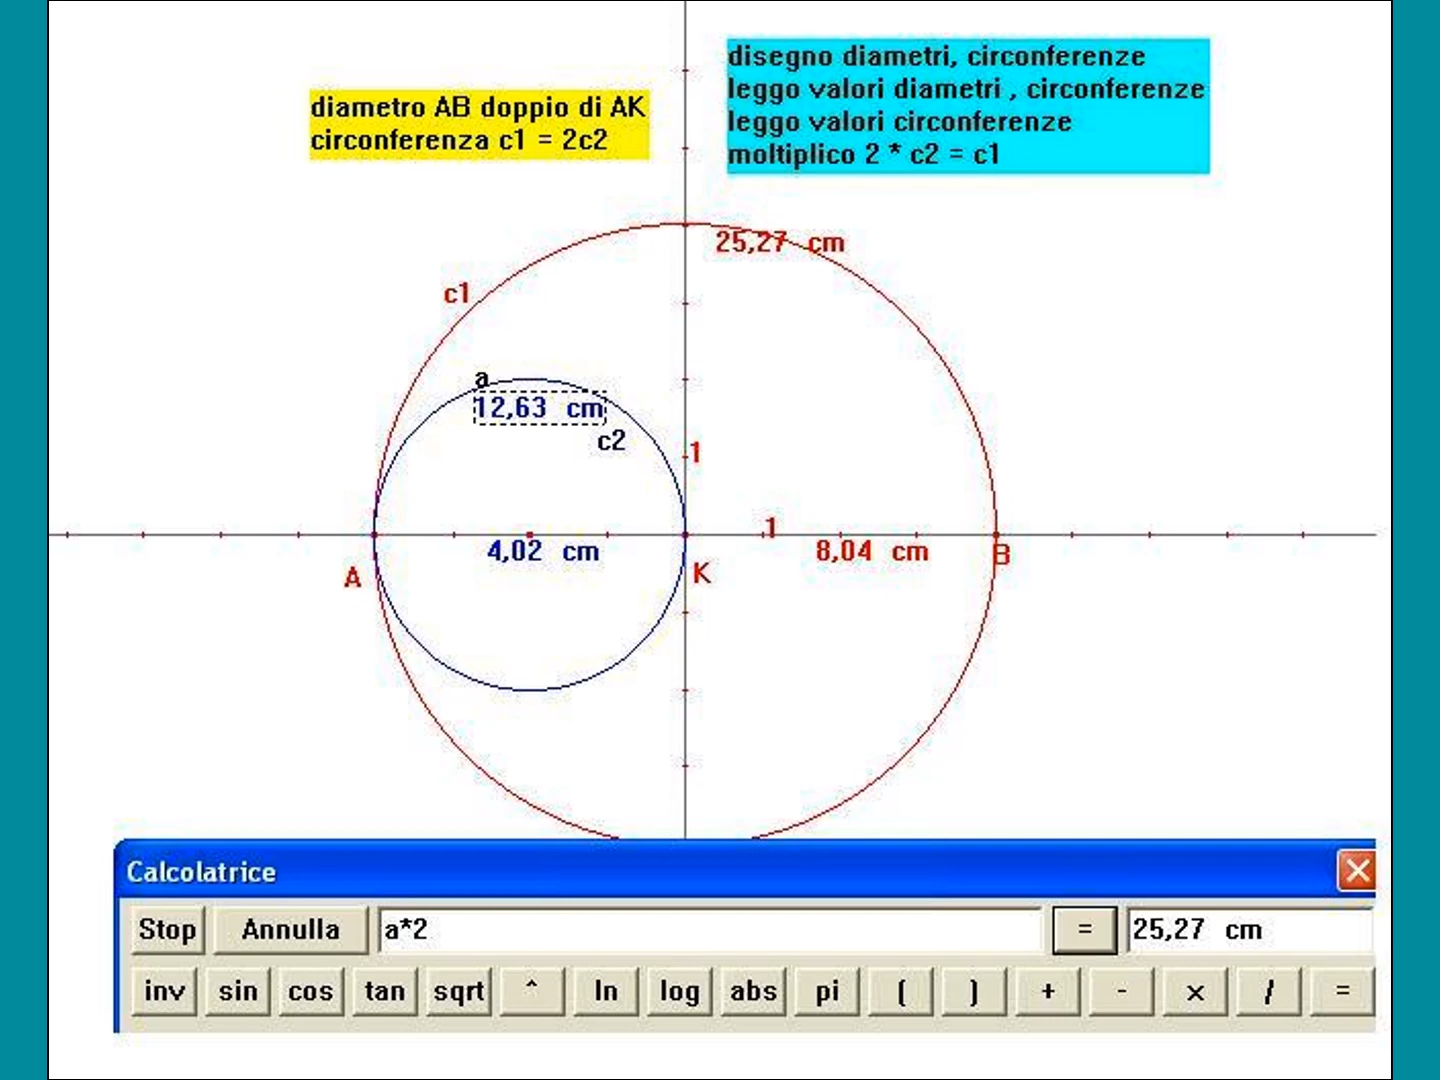 disegno diametri, circonferenze
leggo valori diametri , circonferenze
leggo valori circonferenze
moltiplico 2 * c2 = c1
diametro AB doppio di AK
circonferenza c1 = 2c2
25,27 cm
c1
a
12,63 cm
c2
1
1
4,02 cm
8,04 cm
B
A
K
Calcolatrice
Stop Annulla a*2 = 25,27 cm
inv sin cos tan sqrt ^ ln log abs pi ( ) + - × / =